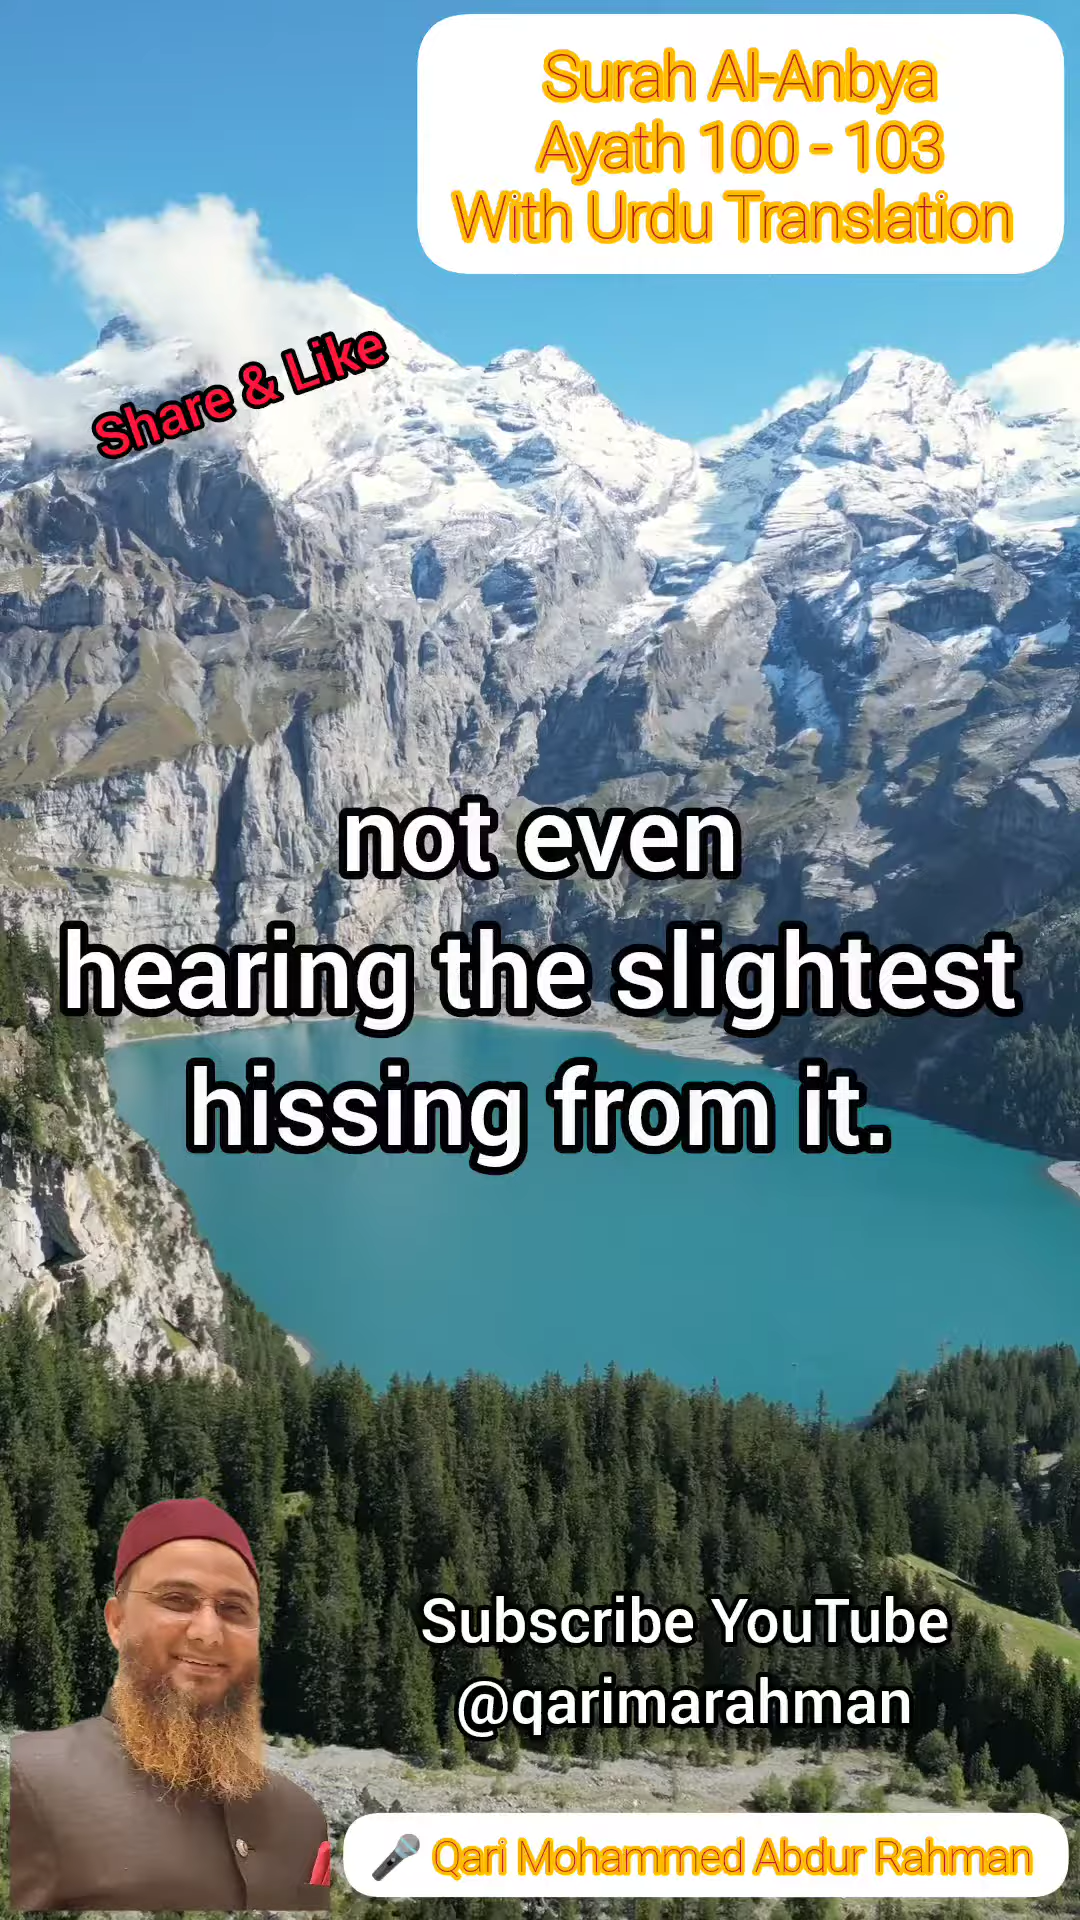 Surah Al-Anbya
Ayath 100 - 103
With Urdu Translation
Share & Like
not even
hearing the slightest
hissing from it.
Subscribe YouTube
@qarimarahman
🎤 Qari Mohammed Abdur Rahman